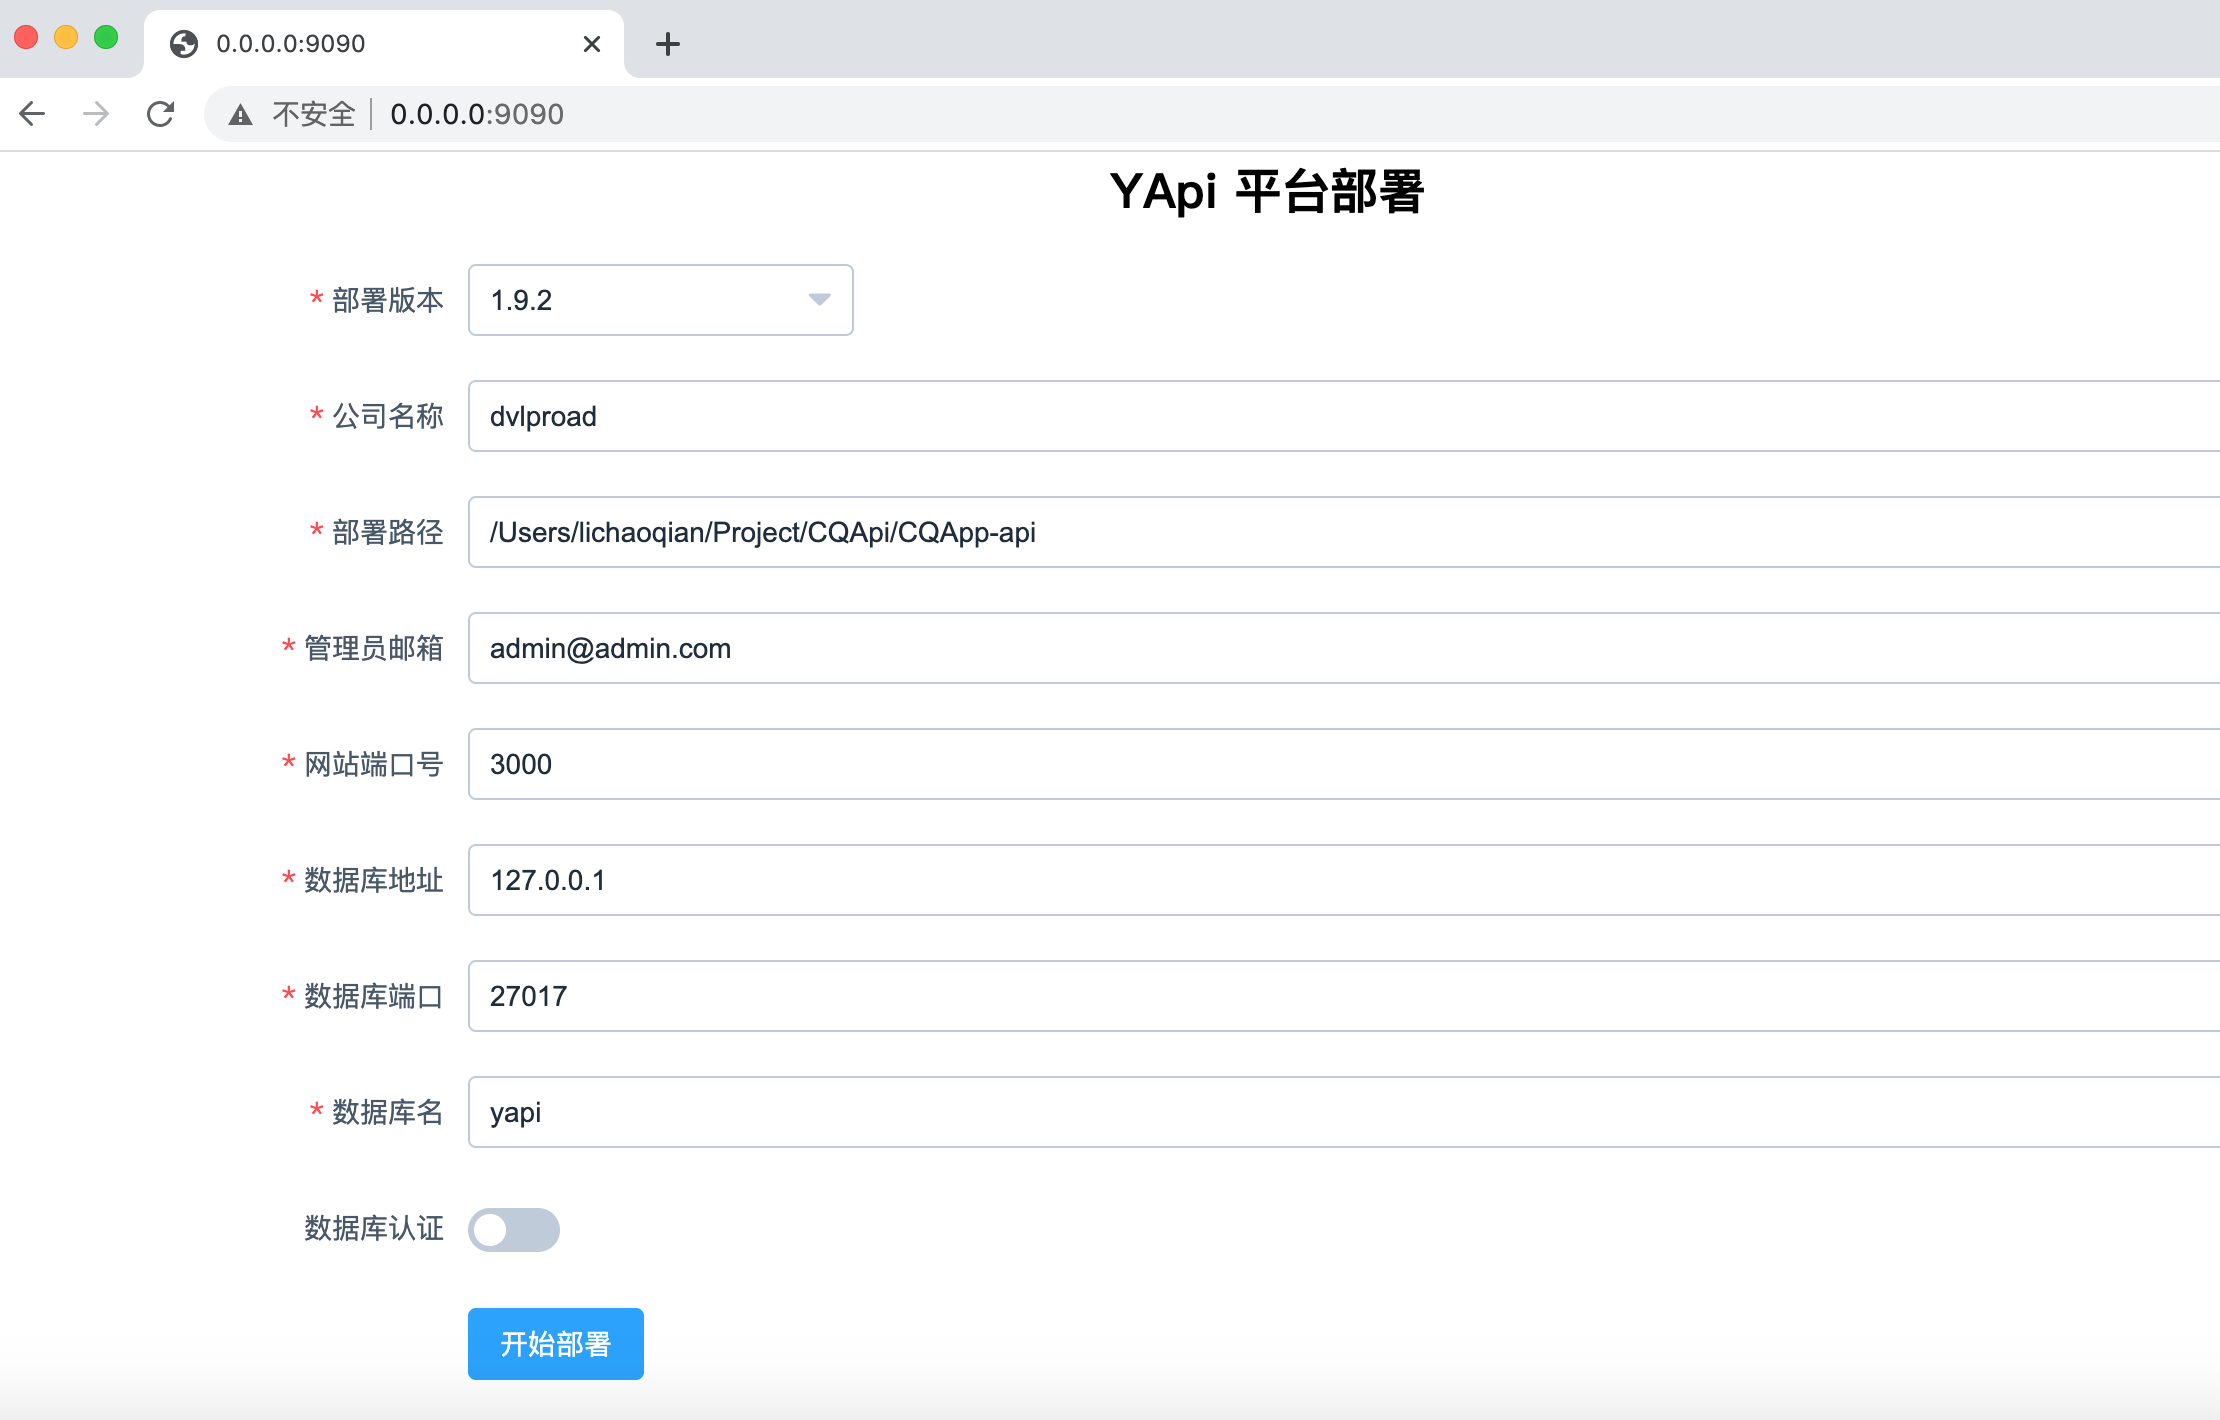 0.0.0.0:9090
不安全 0.0.0.0:9090
YApi 平台部署
* 部署版本 1.9.2
* 公司名称 dvlproad
* 部署路径 /Users/lichaoqian/Project/CQApi/CQApp-api
* 管理员邮箱 admin@admin.com
* 网站端口号 3000
* 数据库地址 127.0.0.1
* 数据库端口 27017
* 数据库名 yapi
数据库认证
开始部署